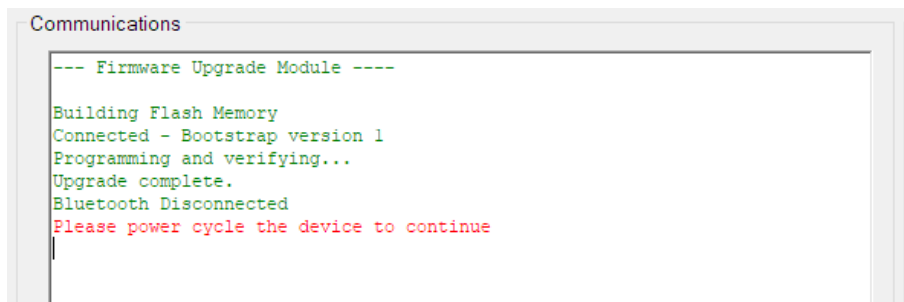 Communications
--- Firmware Upgrade Module ----
Building Flash Memory
Connected - Bootstrap version 1
Programming and verifying...
Upgrade complete.
Bluetooth Disconnected
Please power cycle the device to continue